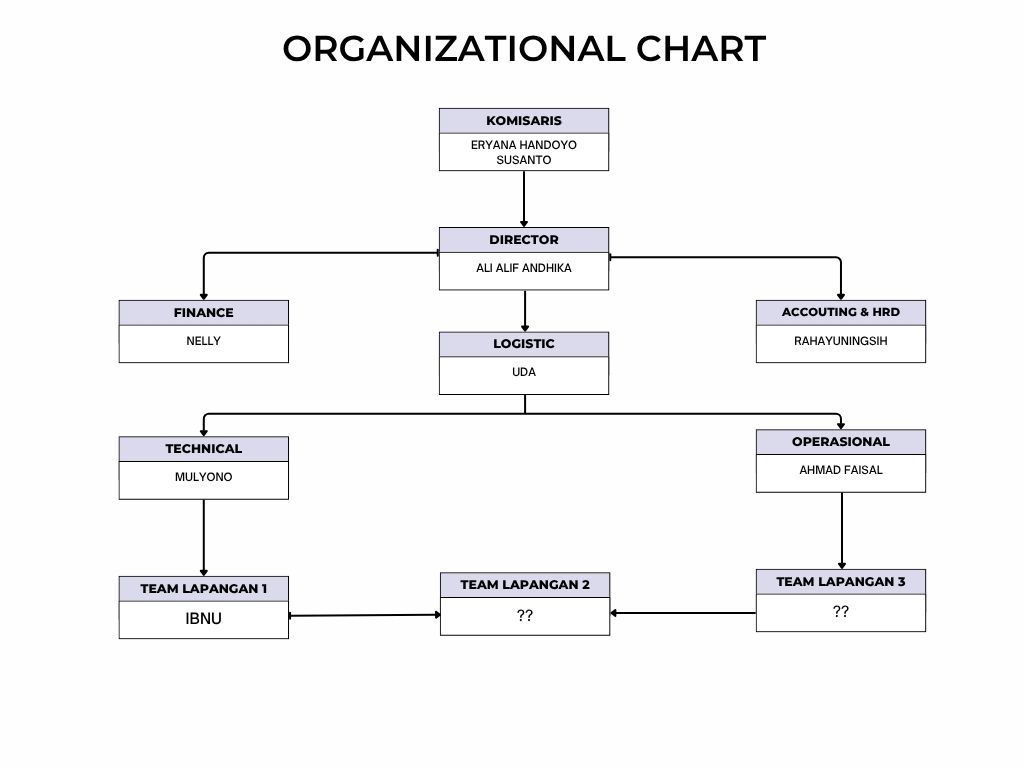 ORGANIZATIONAL CHART
KOMISARIS
ERYANA HANDOYO
SUSANTO
DIRECTOR
ALI ALIF ANDHIKA
FINANCE
NELLY
ACCOUTING & HRD
RAHAYUNINGSIH
LOGISTIC
UDA
TECHNICAL
MULYONO
OPERASIONAL
AHMAD FAISAL
TEAM LAPANGAN 1
IBNU
TEAM LAPANGAN 2
??
TEAM LAPANGAN 3
??